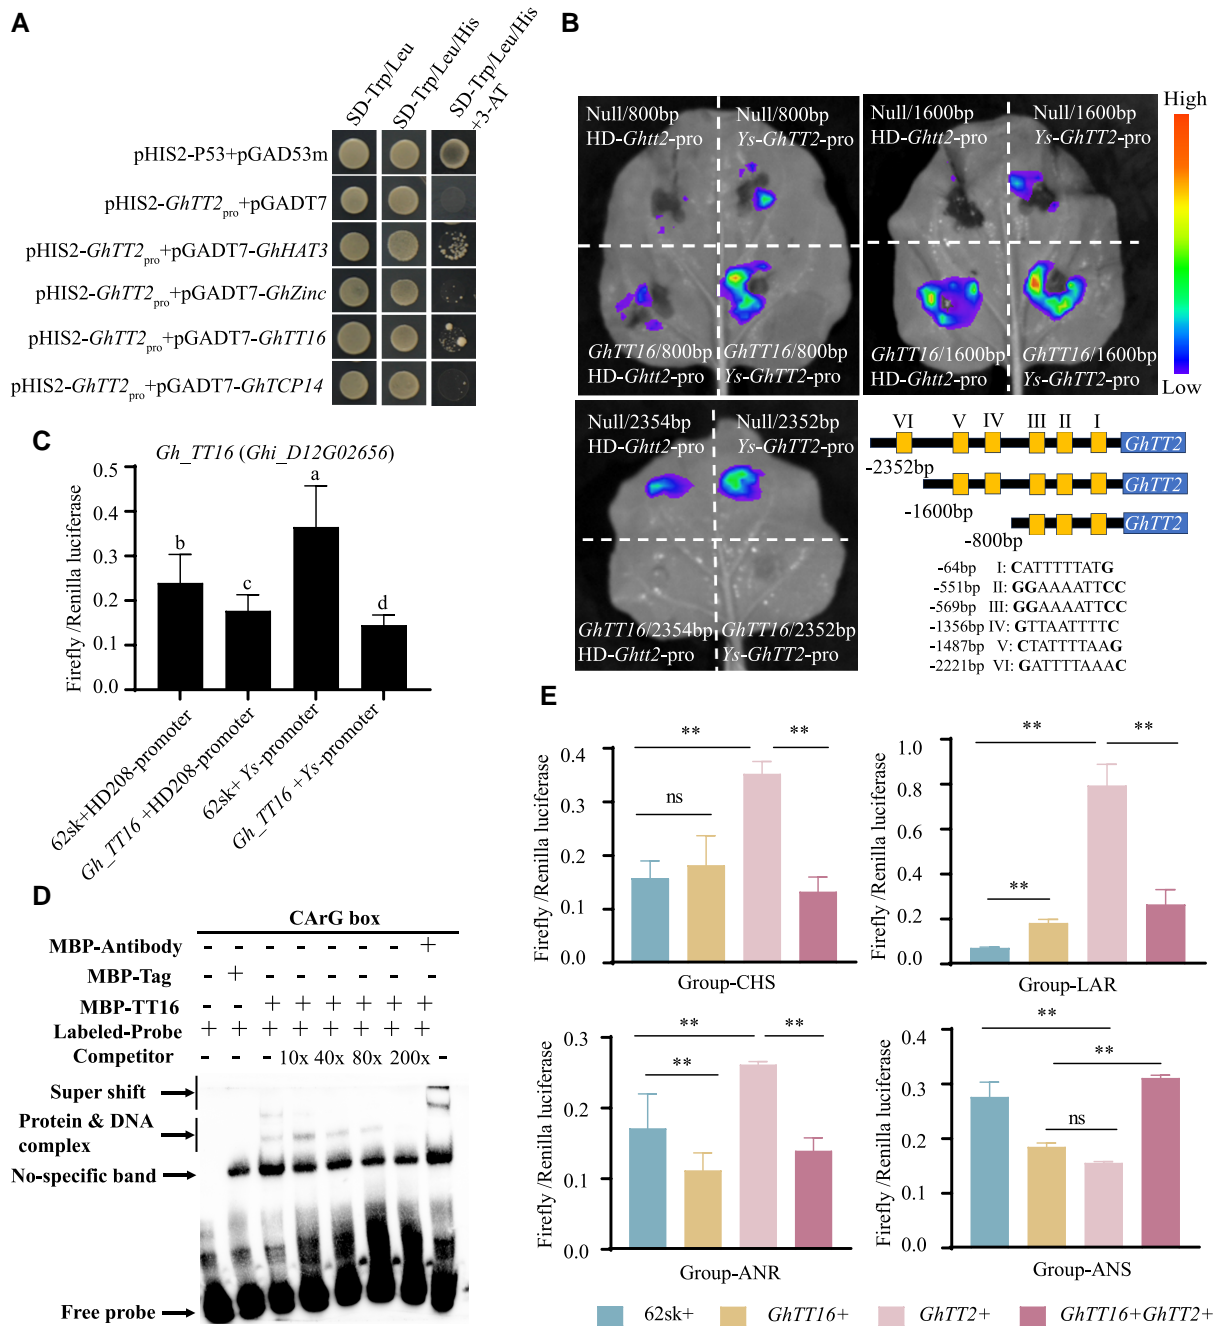 A
SD-Trp/Leu
SD-Trp/Leu/His
SD-Trp/Leu/His
+3-AT
pHIS2-P53+pGAD53m
pHIS2-GhTT2pro+pGADT7
pHIS2-GhTT2pro+pGADT7-GhHAT3
pHIS2-GhTT2pro+pGADT7-GhZinc
pHIS2-GhTT2pro+pGADT7-GhTT16
pHIS2-GhTT2pro+pGADT7-GhTCP14
B
Null/800bp
HD-Ghtt2-pro
Null/800bp
Ys-GhTT2-pro
GhTT16/800bp
HD-Ghtt2-pro
GhTT16/800bp
Ys-GhTT2-pro
Null/1600bp
HD-Ghtt2-pro
Null/1600bp
Ys-GhTT2-pro
GhTT16/1600bp
HD-Ghtt2-pro
GhTT16/1600bp
Ys-GhTT2-pro
High
Low
Null/2354bp
HD-Ghtt2-pro
Null/2352bp
Ys-GhTT2-pro
GhTT16/2354bp
HD-Ghtt2-pro
GhTT16/2352bp
Ys-GhTT2-pro
VI V IV III II I
GhTT2
-2352bp
GhTT2
-1600bp
GhTT2
-800bp
-64bp I: CATTTTTATG
-551bp II: GGAAAATTCC
-569bp III: GGAAAATTCC
-1356bp IV: GTTAATTTTC
-1487bp V: CTATTTTAAG
-2221bp VI: GATTTTAAAC
C
Gh_TT16 (Ghi_D12G02656)
Firefly /Renilla luciferase
0.5
0.4
0.3
0.2
0.1
0.0
b
c
a
d
62sk+HD208-promoter
Gh_TT16 +HD208-promoter
62sk+ Ys-promoter
Gh_TT16 +Ys-promoter
D
CArG box
MBP-Antibody - - - - - - - +
MBP-Tag - + - - - - - -
MBP-TT16 - - + + + + + +
Labeled-Probe + + + + + + + +
Competitor - - - 10x 40x 80x 200x -
Super shift
Protein & DNA
complex
No-specific band
Free probe
E
Firefly /Renilla luciferase
0.4
0.3
0.2
0.1
0.0
**
**
ns
Group-CHS
Firefly /Renilla luciferase
1.0
0.8
0.6
0.4
0.2
0.0
**
**
**
Group-LAR
Firefly /Renilla luciferase
0.3
0.2
0.1
0.0
**
**
**
Group-ANR
Firefly /Renilla luciferase
0.4
0.3
0.2
0.1
0.0
**
**
ns
Group-ANS
62sk+
GhTT16+
GhTT2+
GhTT16+GhTT2+